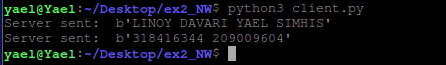 yael@Yael:~/Desktop/ex2_NW$ python3 client.py
Server sent:  b'LINOY DAVARI YAEL SIMHIS'
Server sent:  b'318416344 209009604'
yael@Yael:~/Desktop/ex2_NW$